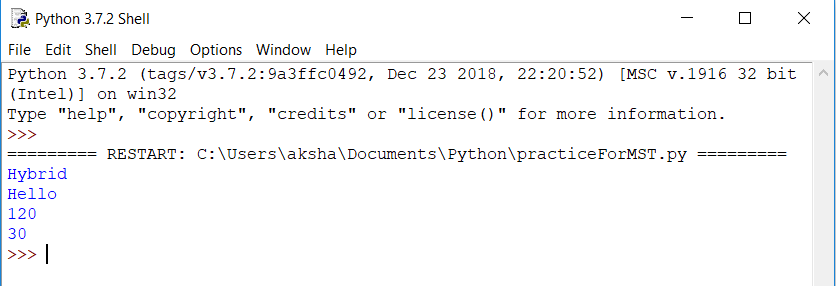 Python 3.7.2 Shell
File Edit Shell Debug Options Window Help
Python 3.7.2 (tags/v3.7.2:9a3ffc0492, Dec 23 2018, 22:20:52) [MSC v.1916 32 bit
(Intel)] on win32
Type "help", "copyright", "credits" or "license()" for more information.
>>>
========= RESTART: C:\Users\aksha\Documents\Python\practiceForMST.py =========
Hybrid
Hello
120
30
>>>